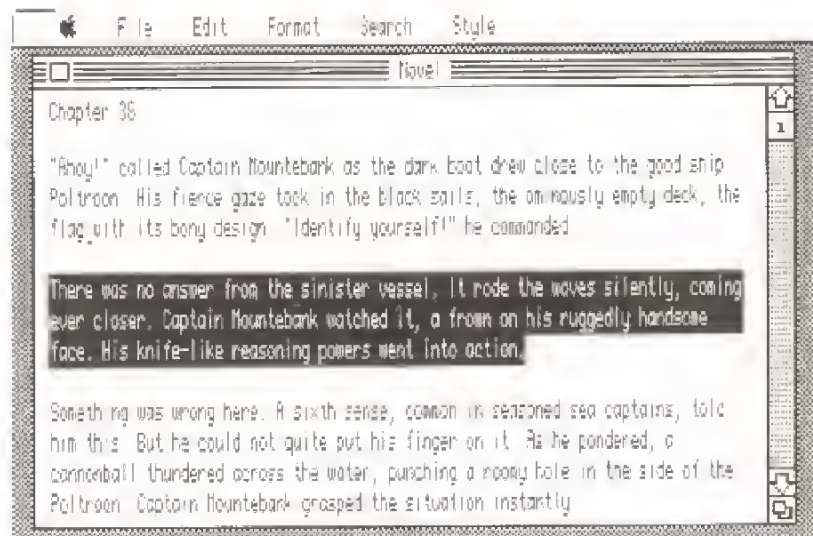 File Edit Format Search Style
Novel
Chapter 38
1
"Ahoy!" called Captain Mountebank as the dark boat drew close to the good ship
Poltroon. His fierce gaze took in the black sails, the ominously empty deck, the
flag with its bony design. "Identify yourself!" he commanded.
There was no answer from the sinister vessel. It rode the waves silently, coming
ever closer. Captain Mountebank watched it, a frown on his ruggedly handsome
face. His knife-like reasoning powers went into action.
Something was wrong here. A sixth sense, common in seasoned sea captains, told
him this. But he could not quite put his finger on it. As he pondered, a
cannonball thundered across the water, punching a roomy hole in the side of the
Poltroon. Captain Mountebank grasped the situation instantly.